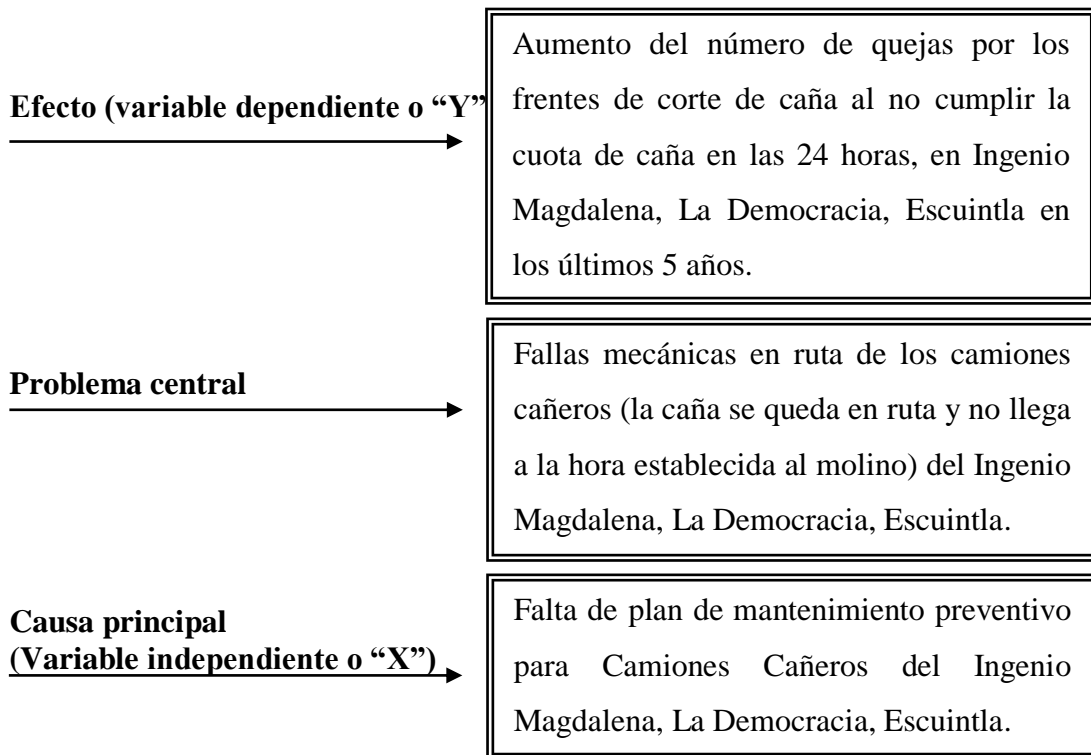 Efecto (variable dependiente o “Y”
Aumento del número de quejas por los
frentes de corte de caña al no cumplir la
cuota de caña en las 24 horas, en Ingenio
Magdalena, La Democracia, Escuintla en
los últimos 5 años.
Problema central
Fallas mecánicas en ruta de los camiones
cañeros (la caña se queda en ruta y no llega
a la hora establecida al molino) del Ingenio
Magdalena, La Democracia, Escuintla.
Causa principal
(Variable independiente o “X”)
Falta de plan de mantenimiento preventivo
para Camiones Cañeros del Ingenio
Magdalena, La Democracia, Escuintla.